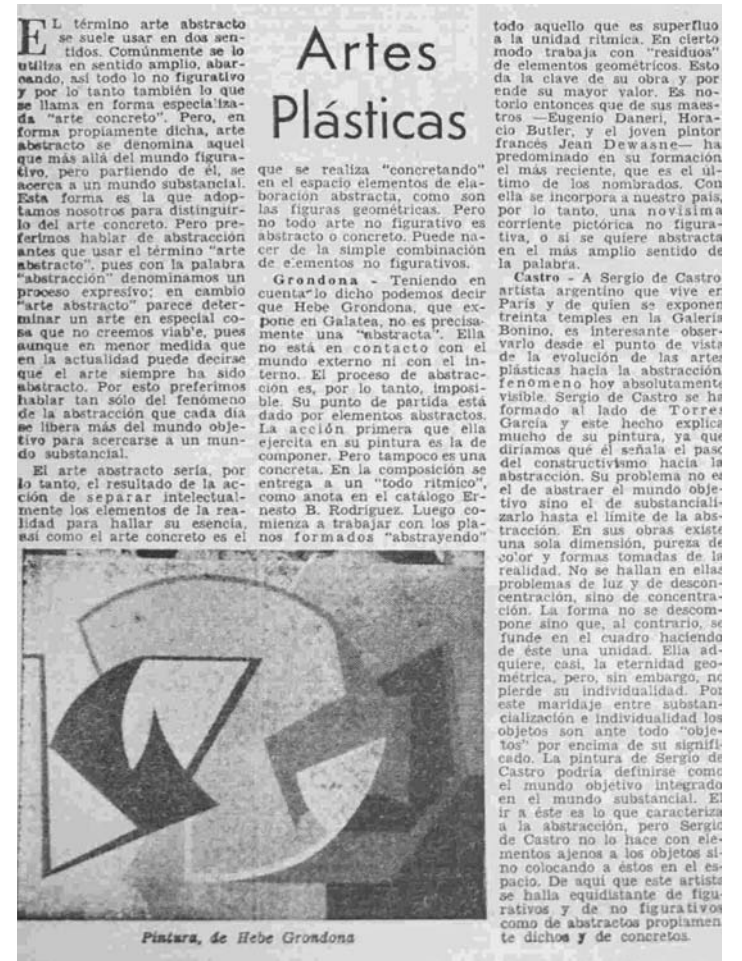 Artes
Plásticas
EL término arte abstracto
se suele usar en dos sen-
tidos. Comúnmente se lo
utiliza en sentido amplio, abar-
cando, así todo lo no figurativo
y por lo tanto también lo que
se llama en forma especializa-
da "arte concreto". Pero, en
forma propiamente dicha, arte
abstracto se denomina aquel
que más allá del mundo figura-
tivo, pero partiendo de él, se
acerca a un mundo substancial.
Esta forma es la que adop-
tamos nosotros para distinguir-
lo del arte concreto. Pero pre-
ferimos hablar de abstracción
antes que usar el término "arte
abstracto", pues con la palabra
"abstracción" denominamos un
proceso expresivo; en cambio
"arte abstracto" parece deter-
minar un arte en especial co-
sa que no creemos viab'e, pues
aunque en menor medida que
en la actualidad puede decirse
que el arte siempre ha sido
abstracto. Por esto preferimos
hablar tan sólo del fenómeno
de la abstracción que cada día
se libera más del mundo obje-
tivo para acercarse a un mun-
do substancial.
El arte abstracto sería, por
lo tanto, el resultado de la ac-
ción de separar intelectual-
mente los elementos de la rea-
lidad para hallar su esencia,
así como el arte concreto es el
que se realiza "concretando"
en el espacio elementos de ela-
boración abstracta, como son
las figuras geométricas. Pero
no todo arte no figurativo es
abstracto o concreto. Puede na-
cer de la simple combinación
de e'ementos no figurativos.
Grondona - Teniendo en
cuenta lo dicho podemos decir
que Hebe Grondona, que ex-
pone en Galatea, no es precisa-
mente una "abstracta". Ella
no está en contacto con el
mundo externo ni con el in-
terno. El proceso de abstrac-
ción es, por lo tanto, imposi-
ble. Su punto de partida está
dado por elementos abstractos.
La acción primera que ella
ejercita en su pintura es la de
componer. Pero tampoco es una
concreta. En la composición se
entrega a un "todo rítmico",
como anota en el catálogo Er-
nesto B. Rodríguez. Luego co-
mienza a trabajar con los pla-
nos formados "abstrayendo"
todo aquello que es superfluo
a la unidad rítmica. En cierto
modo trabaja con "residuos"
de elementos geométricos. Esto
da la clave de su obra y por
ende su mayor valor. Es no-
torio entonces que de sus maes-
tros —Eugenio Daneri, Hora-
cio Butler, y el joven pintor
francés Jean Dewasne— ha
predominado en su formación
el más reciente, que es el úl-
timo de los nombrados. Con
ella se incorpora a nuestro país,
por lo tanto, una novísima
corriente pictórica no figura-
tiva, o si se quiere abstracta
en el más amplio sentido de
la palabra.
Castro - A Sergio de Castro
artista argentino que vive en
París y de quien se exponen
treinta temples en la Galería
Bonino, es interesante obser-
varlo desde el punto de vista
de la evolución de las artes
plásticas hacia la abstracción,
fenómeno hoy absolutamente
visible. Sergio de Castro se ha
formado al lado de Torres
García y este hecho explica
mucho de su pintura, ya que
diríamos que él señala el paso
del constructivismo hacia la
abstracción. Su problema no es
el de abstraer el mundo obje-
tivo sino el de substanciali-
zarlo hasta el límite de la abs-
tracción. En sus obras existe
una sola dimensión, pureza de
color y formas tomadas de la
realidad. No se hallan en ellas
problemas de luz y de descon-
centración, sino de concentra-
ción. La forma no se descom-
pone sino que, al contrario, se
funde en el cuadro haciendo
de éste una unidad. Ella ad-
quiere, casi, la eternidad geo-
métrica, pero, sin embargo, no
pierde su individualidad. Por
este maridaje entre substan-
cialización e individualidad los
objetos son ante todo "obje-
tos" por encima de su signifi-
cado. La pintura de Sergio de
Castro podría definirse como
el mundo objetivo integrado
en el mundo substancial. El
ir a éste es lo que caracteriza
a la abstracción, pero Sergio
de Castro no lo hace con ele-
mentos ajenos a los objetos si-
no colocando a éstos en el es-
pacio. De aquí que este artista
se halla equidistante de figu-
rativos y de no figurativos
como de abstractos propiamen-
te dichos y de concretos.
Pintura, de Hebe Grondona